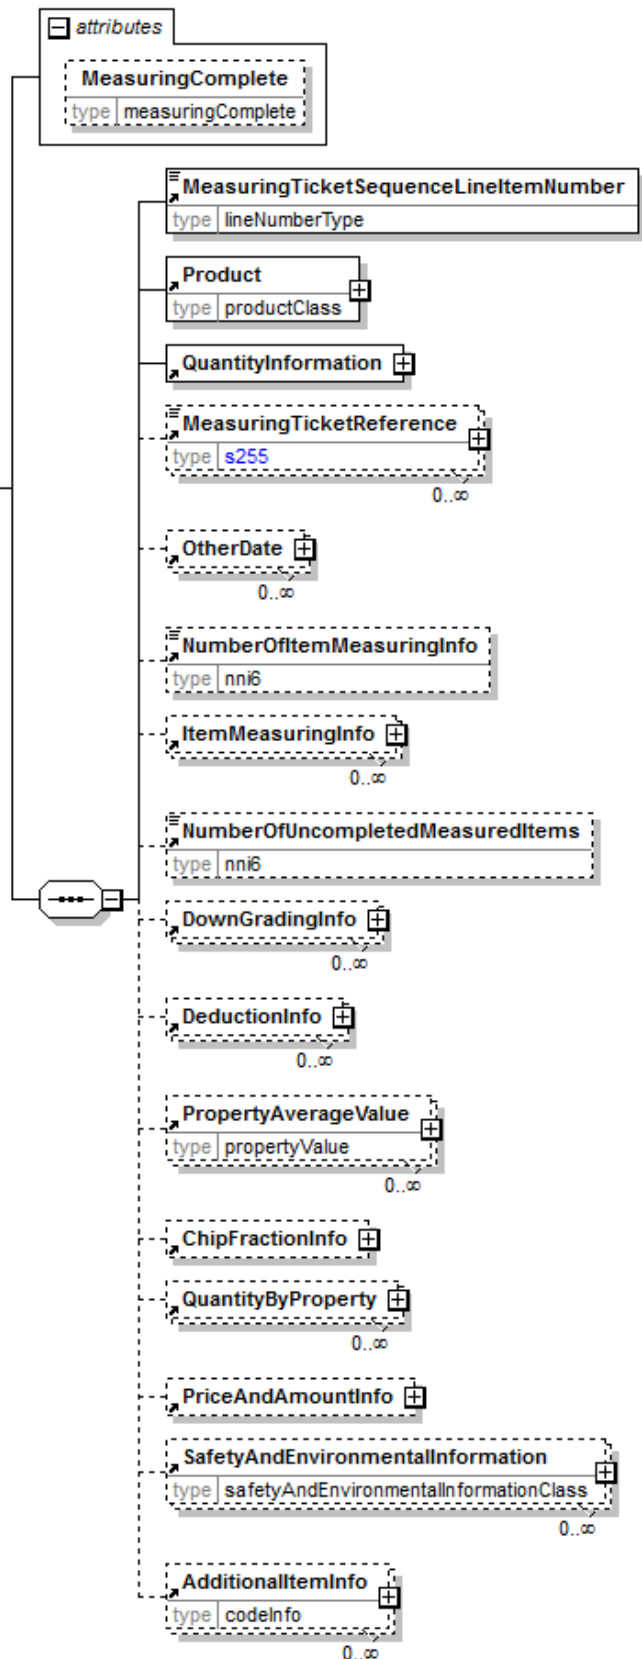 attributes
MeasuringComplete
type measuringComplete
MeasuringTicketSequenceLineItemNumber
type lineNumberType
Product
type productClass
QuantityInformation
MeasuringTicketReference
type s255
0..∞
OtherDate
0..∞
NumberOfItemMeasuringInfo
type nni6
ItemMeasuringInfo
0..∞
NumberOfUncompletedMeasuredItems
type nni6
DownGradingInfo
0..∞
DeductionInfo
0..∞
PropertyAverageValue
type propertyValue
0..∞
ChipFractionInfo
QuantityByProperty
0..∞
PriceAndAmountInfo
SafetyAndEnvironmentalInformation
type safetyAndEnvironmentalInformationClass
0..∞
AdditionalItemInfo
type codeInfo
0..∞